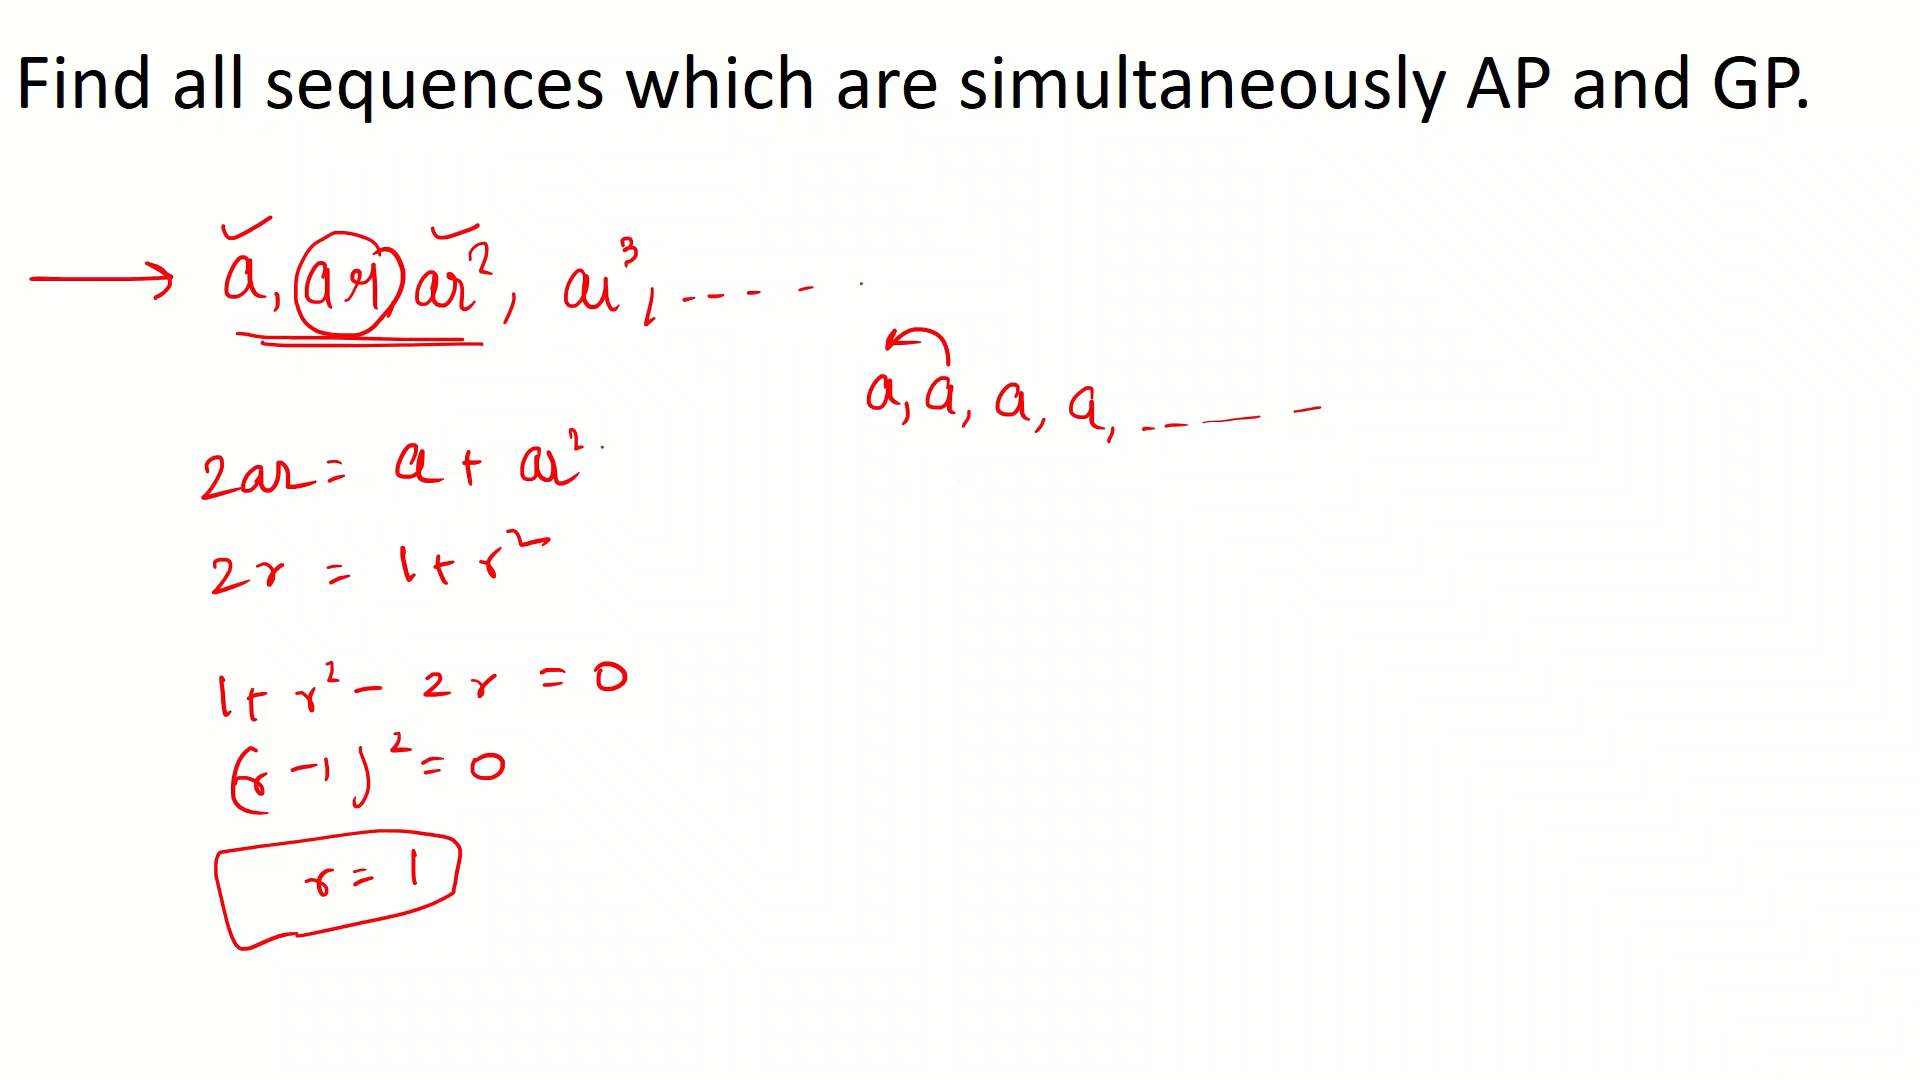 Find all sequences which are simultaneously AP and GP.
a, ar, ar², ar³, -----
a, a, a, a, -----
2ar = a + ar²
2r = 1 + r²
1 + r² - 2r = 0
(r - 1)² = 0
r = 1